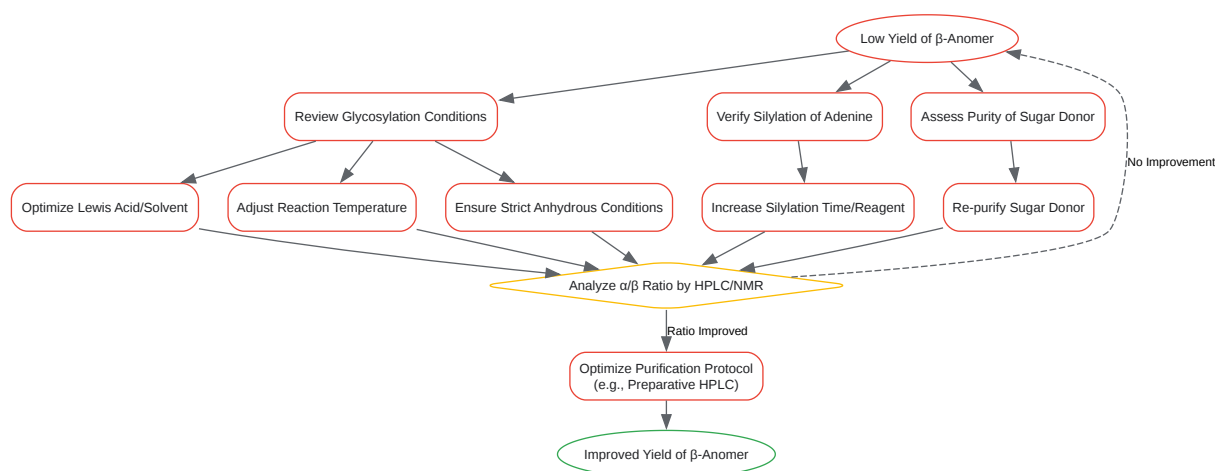 Low Yield of β-Anomer
Review Glycosylation Conditions
Verify Silylation of Adenine
Assess Purity of Sugar Donor
No Improvement
Optimize Lewis Acid/Solvent
Adjust Reaction Temperature
Ensure Strict Anhydrous Conditions
Increase Silylation Time/Reagent
Re-purify Sugar Donor
Analyze α/β Ratio by HPLC/NMR
Ratio Improved
Optimize Purification Protocol
(e.g., Preparative HPLC)
Improved Yield of β-Anomer